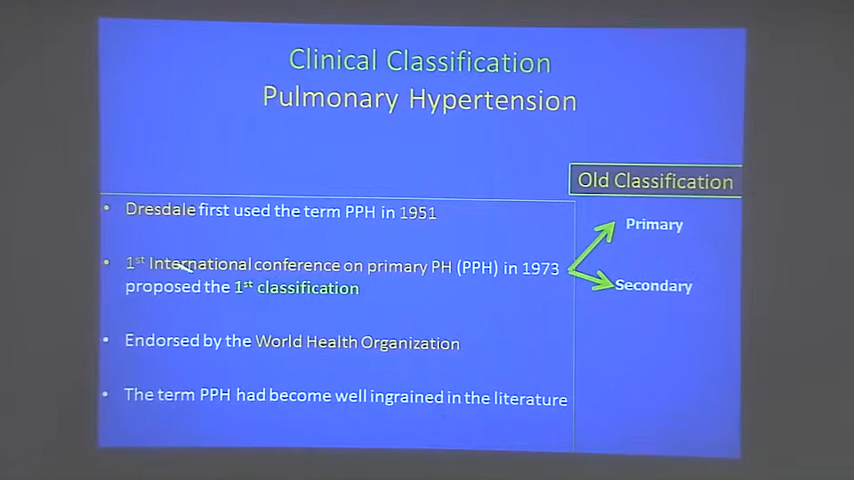 Clinical Classification
Pulmonary Hypertension
Old Classification
• Dresdale first used the term PPH in 1951
Primary
• 1st International conference on primary PH (PPH) in 1973
proposed the 1st classification
Secondary
• Endorsed by the World Health Organization
• The term PPH had become well ingrained in the literature